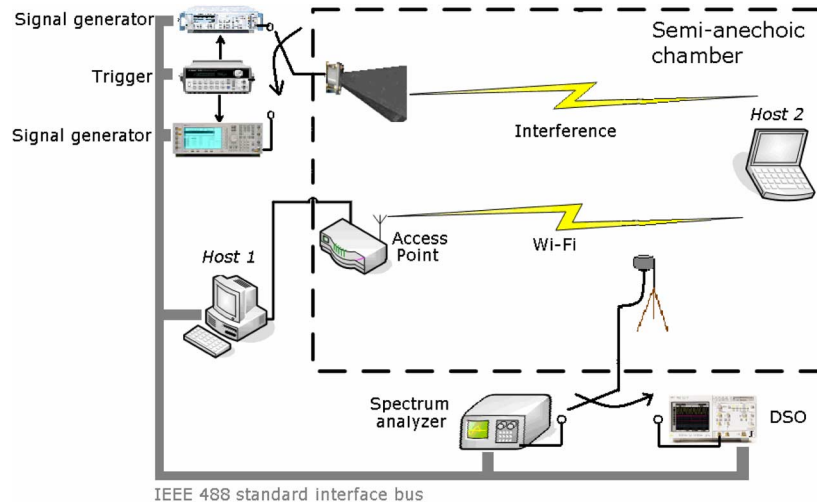 Signal generator
Trigger
Signal generator
Semi-anechoic
chamber
Interference
Host 2
Host 1
Access
Point
Wi-Fi
Spectrum
analyzer
DSO
IEEE 488 standard interface bus